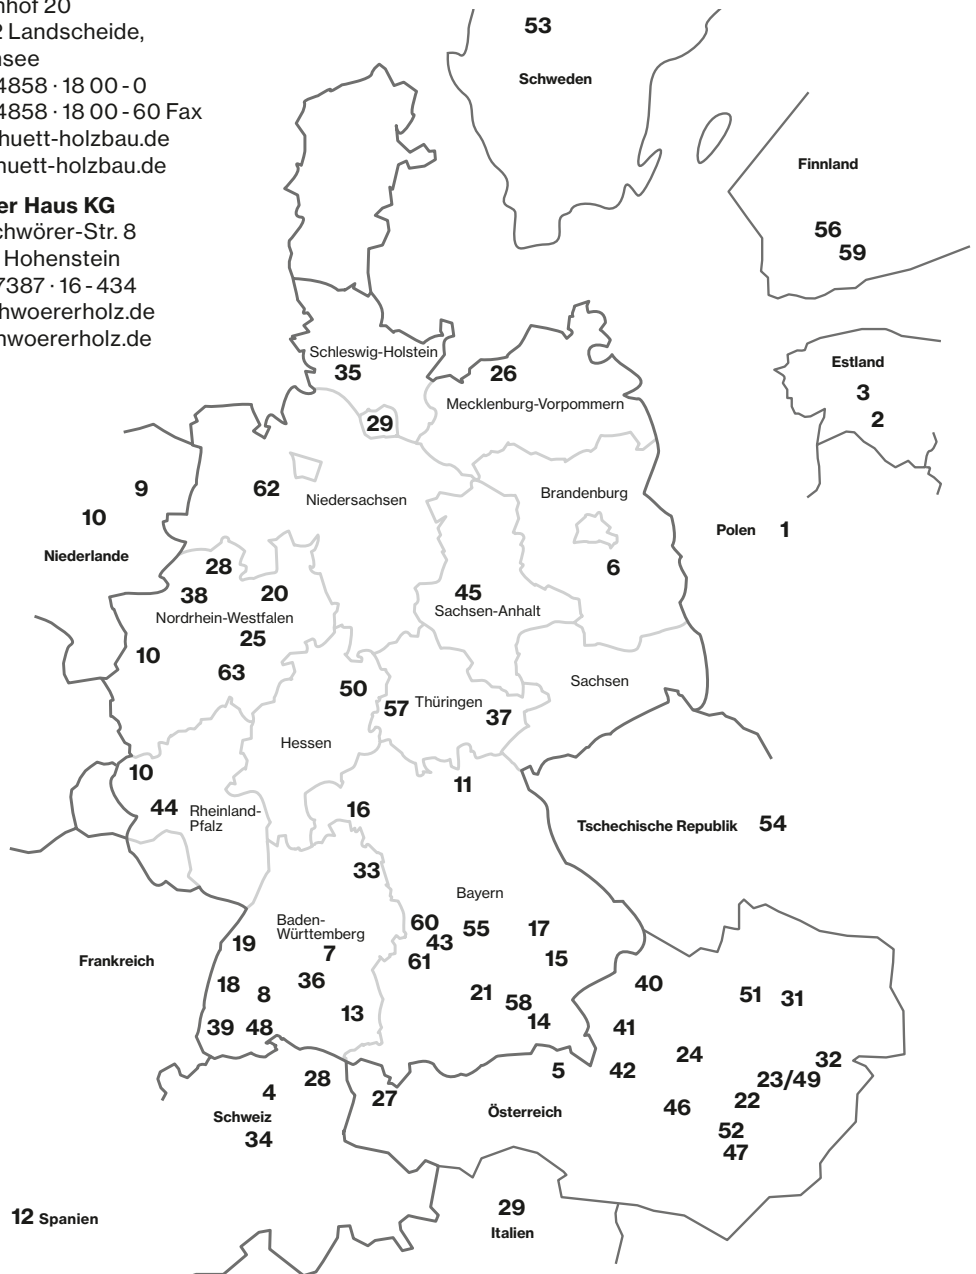 nhof 20
2 Landscheide,
nsee
4858 · 18 00 - 0
4858 · 18 00 - 60 Fax
huett-holzbau.de
huett-holzbau.de
er Haus KG
chwörer-Str. 8
Hohenstein
7387 · 16 - 434
hwoererholz.de
hwoererholz.de
53
Schweden
Finnland
56
59
Schleswig-Holstein
35
26
Mecklenburg-Vorpommern
29
Estland
3
2
9
62
Niedersachsen
Brandenburg
10
Niederlande
Polen 1
28
6
38
20
45
Nordrhein-Westfalen
Sachsen-Anhalt
25
10
63
50
57
Thüringen
37
Sachsen
Hessen
10
11
44
Rheinland-
Pfalz
16
Tschechische Republik 54
33
Bayern
Baden-
Württemberg
60
55
17
19
43
7
61
15
Frankreich
18
8
36
21
58
40
51
31
39
48
13
14
41
24
32
5
42
23/49
28
4
27
22
46
Schweiz
Österreich
34
52
47
12 Spanien
29
Italien